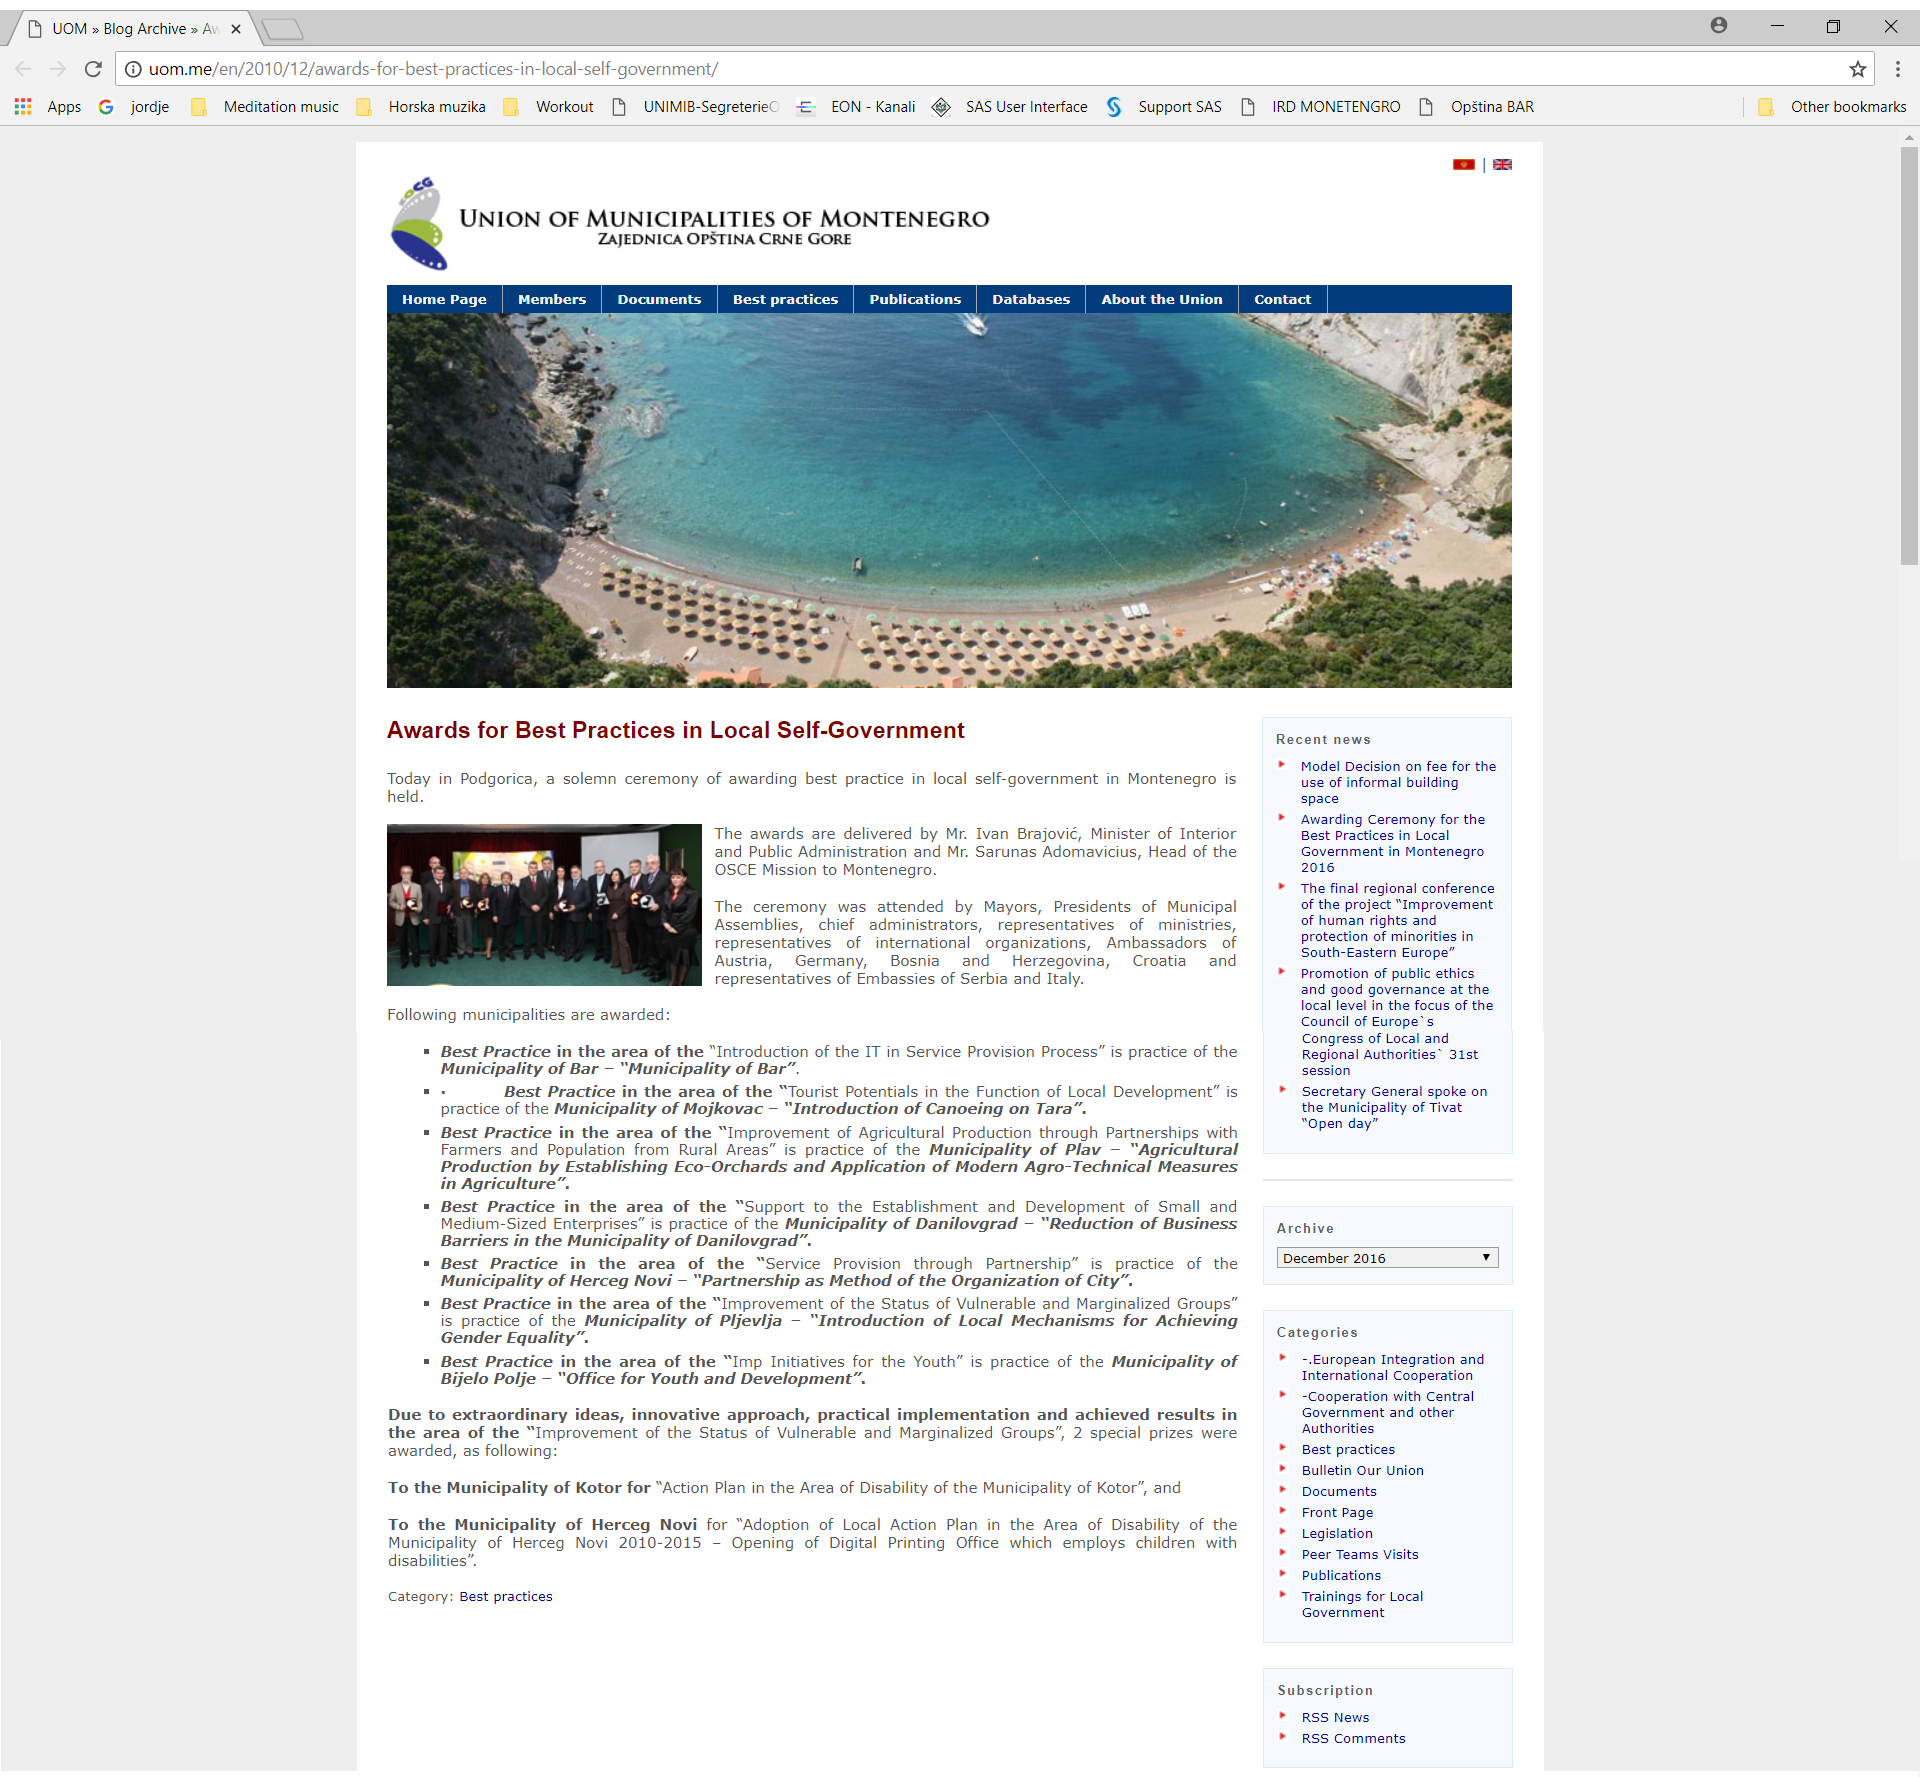 UOM » Blog Archive » Aw
uom.me/en/2010/12/awards-for-best-practices-in-local-self-government/
Apps jordje Meditation music Horska muzika Workout UNIMIB-SegreterieO EON - Kanali SAS User Interface Support SAS IRD MONETENGRO Opština BAR Other bookmarks
|
UOCG
UNION OF MUNICIPALITIES OF MONTENEGRO
ZAJEDNICA OPŠTINA CRNE GORE
Home Page Members Documents Best practices Publications Databases About the Union Contact
Awards for Best Practices in Local Self-Government
Today in Podgorica, a solemn ceremony of awarding best practice in local self-government in Montenegro is
held.
The awards are delivered by Mr. Ivan Brajović, Minister of Interior
and Public Administration and Mr. Sarunas Adomavicius, Head of the
OSCE Mission to Montenegro.
The ceremony was attended by Mayors, Presidents of Municipal
Assemblies, chief administrators, representatives of ministries,
representatives of international organizations, Ambassadors of
Austria, Germany, Bosnia and Herzegovina, Croatia and
representatives of Embassies of Serbia and Italy.
Following municipalities are awarded:
▪ Best Practice in the area of the “Introduction of the IT in Service Provision Process” is practice of the
Municipality of Bar – “Municipality of Bar”.
▪ · Best Practice in the area of the “Tourist Potentials in the Function of Local Development” is
practice of the Municipality of Mojkovac – “Introduction of Canoeing on Tara”.
▪ Best Practice in the area of the “Improvement of Agricultural Production through Partnerships with
Farmers and Population from Rural Areas” is practice of the Municipality of Plav – “Agricultural
Production by Establishing Eco-Orchards and Application of Modern Agro-Technical Measures
in Agriculture”.
▪ Best Practice in the area of the “Support to the Establishment and Development of Small and
Medium-Sized Enterprises” is practice of the Municipality of Danilovgrad – “Reduction of Business
Barriers in the Municipality of Danilovgrad”.
▪ Best Practice in the area of the “Service Provision through Partnership” is practice of the
Municipality of Herceg Novi – “Partnership as Method of the Organization of City”.
▪ Best Practice in the area of the “Improvement of the Status of Vulnerable and Marginalized Groups”
is practice of the Municipality of Pljevlja – “Introduction of Local Mechanisms for Achieving
Gender Equality”.
▪ Best Practice in the area of the “Imp Initiatives for the Youth” is practice of the Municipality of
Bijelo Polje – “Office for Youth and Development”.
Due to extraordinary ideas, innovative approach, practical implementation and achieved results in
the area of the “Improvement of the Status of Vulnerable and Marginalized Groups”, 2 special prizes were
awarded, as following:
To the Municipality of Kotor for “Action Plan in the Area of Disability of the Municipality of Kotor”, and
To the Municipality of Herceg Novi for “Adoption of Local Action Plan in the Area of Disability of the
Municipality of Herceg Novi 2010-2015 – Opening of Digital Printing Office which employs children with
disabilities”.
Category: Best practices
Recent news
Model Decision on fee for the
use of informal building
space
Awarding Ceremony for the
Best Practices in Local
Government in Montenegro
2016
The final regional conference
of the project “Improvement
of human rights and
protection of minorities in
South-Eastern Europe”
Promotion of public ethics
and good governance at the
local level in the focus of the
Council of Europe`s
Congress of Local and
Regional Authorities` 31st
session
Secretary General spoke on
the Municipality of Tivat
“Open day”
Archive
December 2016
Categories
-.European Integration and
International Cooperation
-Cooperation with Central
Government and other
Authorities
Best practices
Bulletin Our Union
Documents
Front Page
Legislation
Peer Teams Visits
Publications
Trainings for Local
Government
Subscription
RSS News
RSS Comments